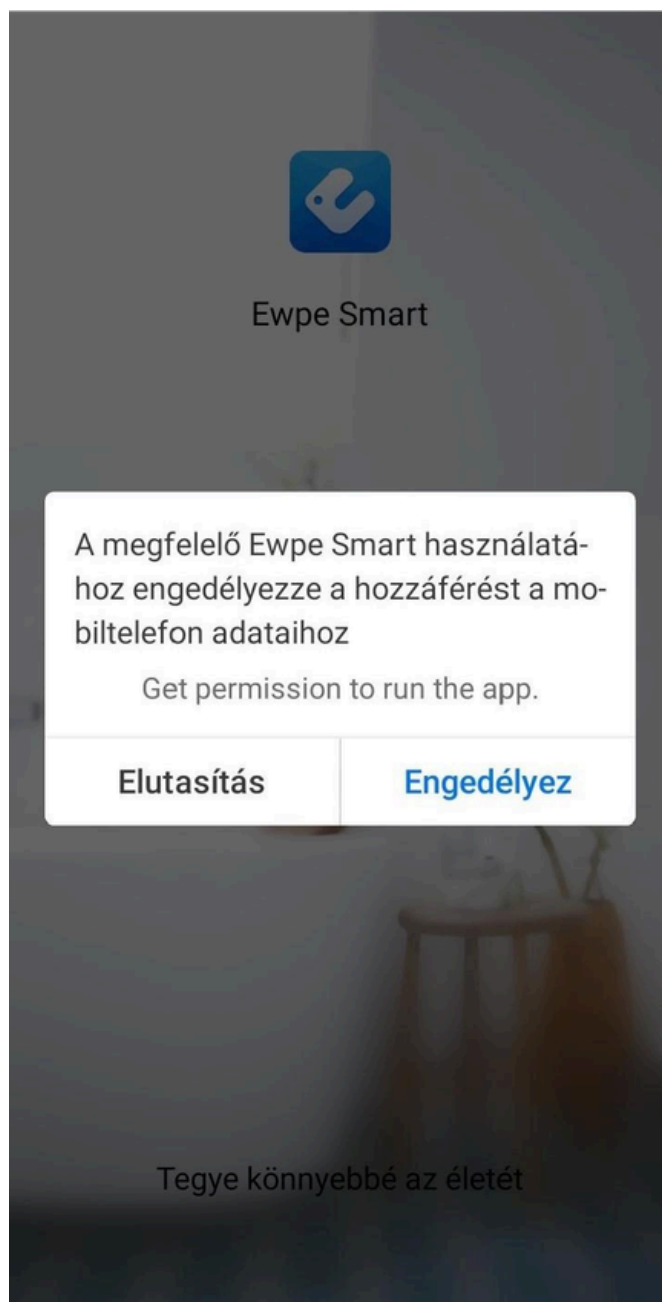 Ewpe Smart
A megfelelő Ewpe Smart használatá-
hoz engedélyezze a hozzáférést a mo-
biltelefon adataihoz
Get permission to run the app.
Elutasítás
Engedélyez
Tegye könnyebbé az életét